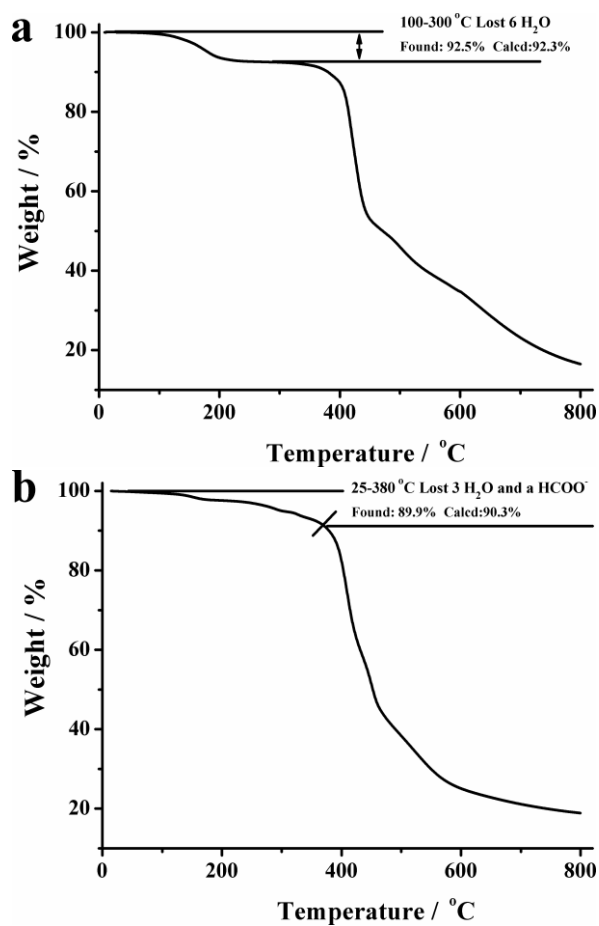 a
100-300 °C Lost 6 H₂O
Found: 92.5% Calcd:92.3%
100
80
60
40
20
Weight / %
0
200
400
600
800
Temperature / °C
b
25-380 °C Lost 3 H₂O and a HCOO⁻
Found: 89.9% Calcd:90.3%
100
80
60
40
20
Weight / %
0
200
400
600
800
Temperature / °C